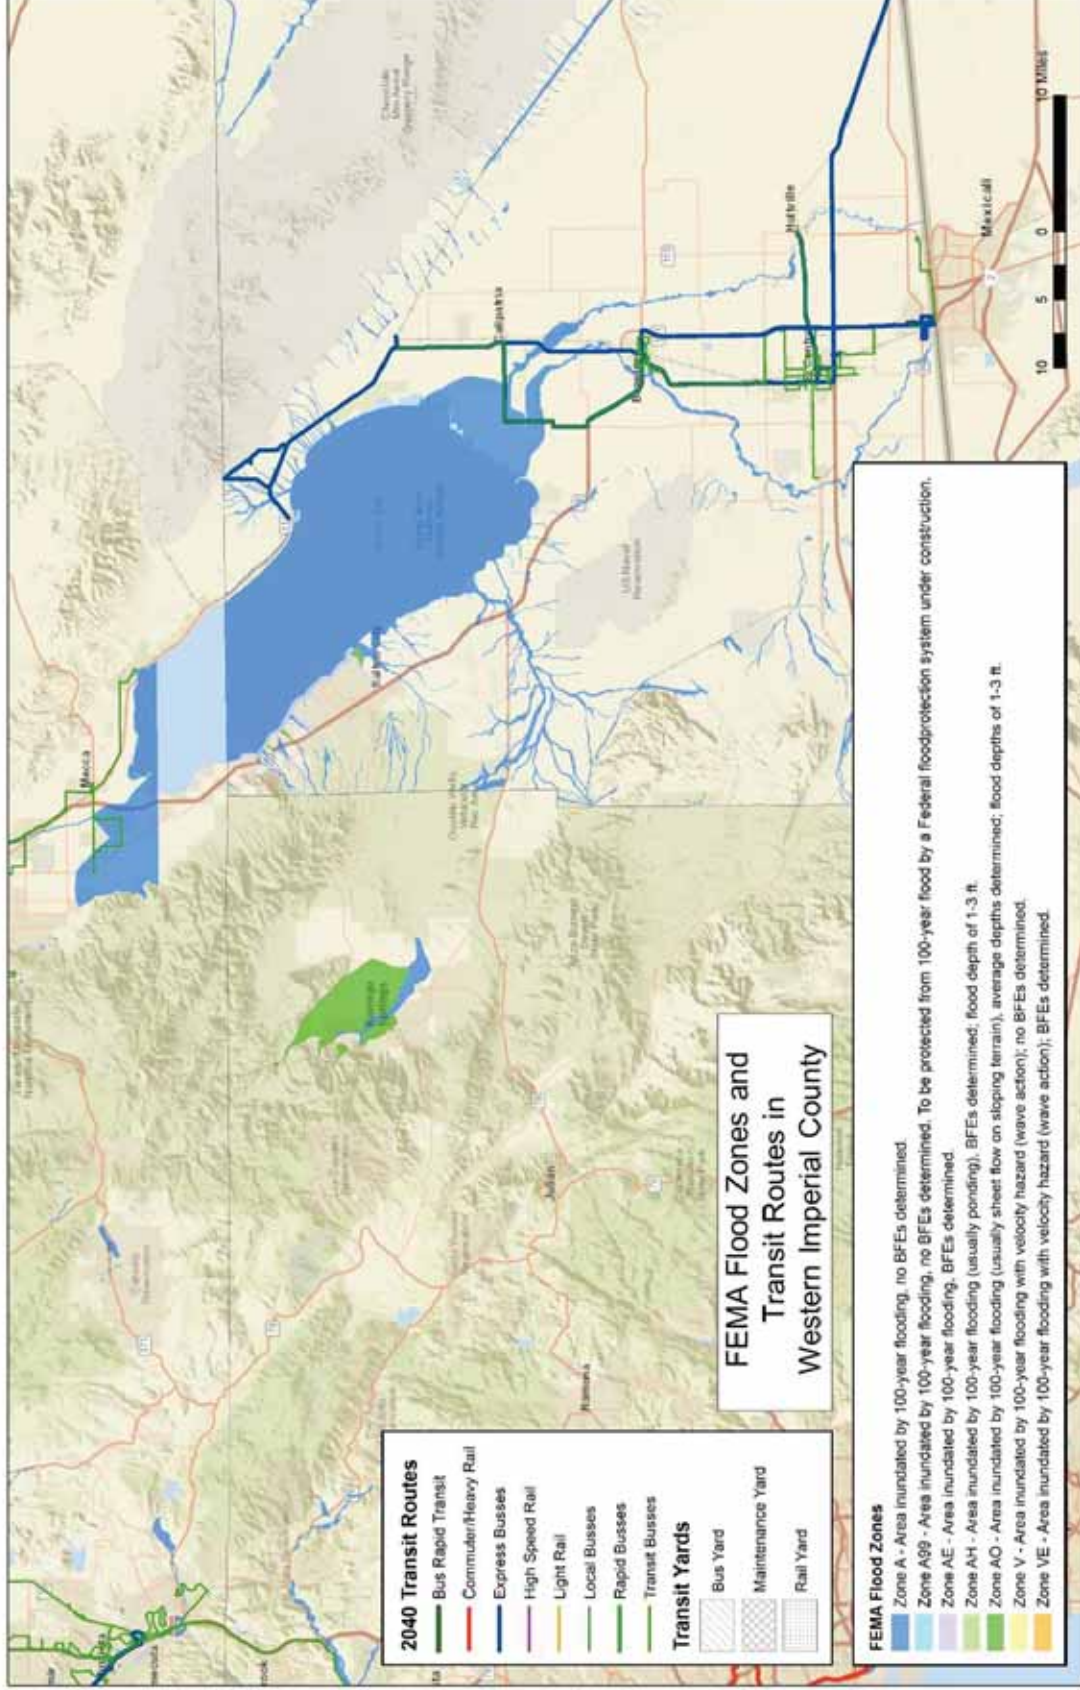 FEMA Flood Zones and
Transit Routes in
Western Imperial County
2040 Transit Routes
Bus Rapid Transit
Commuter/Heavy Rail
Express Busses
High Speed Rail
Light Rail
Local Busses
Rapid Busses
Transit Busses
Transit Yards
Bus Yard
Maintenance Yard
Rail Yard
FEMA Flood Zones
Zone A - Area inundated by 100-year flooding, no BFEs determined.
Zone A99 - Area inundated by 100-year flooding, no BFEs determined. To be protected from 100-year flood by a Federal floodprotection system under construction.
Zone AE - Area inundated by 100-year flooding, BFEs determined.
Zone AH - Area inundated by 100-year flooding (usually ponding), BFEs determined; flood depth of 1-3 ft.
Zone AO - Area inundated by 100-year flooding (usually sheet flow on sloping terrain), average depths determined; flood depths of 1-3 ft.
Zone V - Area inundated by 100-year flooding with velocity hazard (wave action); no BFEs determined.
Zone VE - Area inundated by 100-year flooding with velocity hazard (wave action); BFEs determined.
Mecca
Calipatria
Holtville
Mexicali
Julian
Ramona
US Naval
Reservation
10 5 0 10 Miles